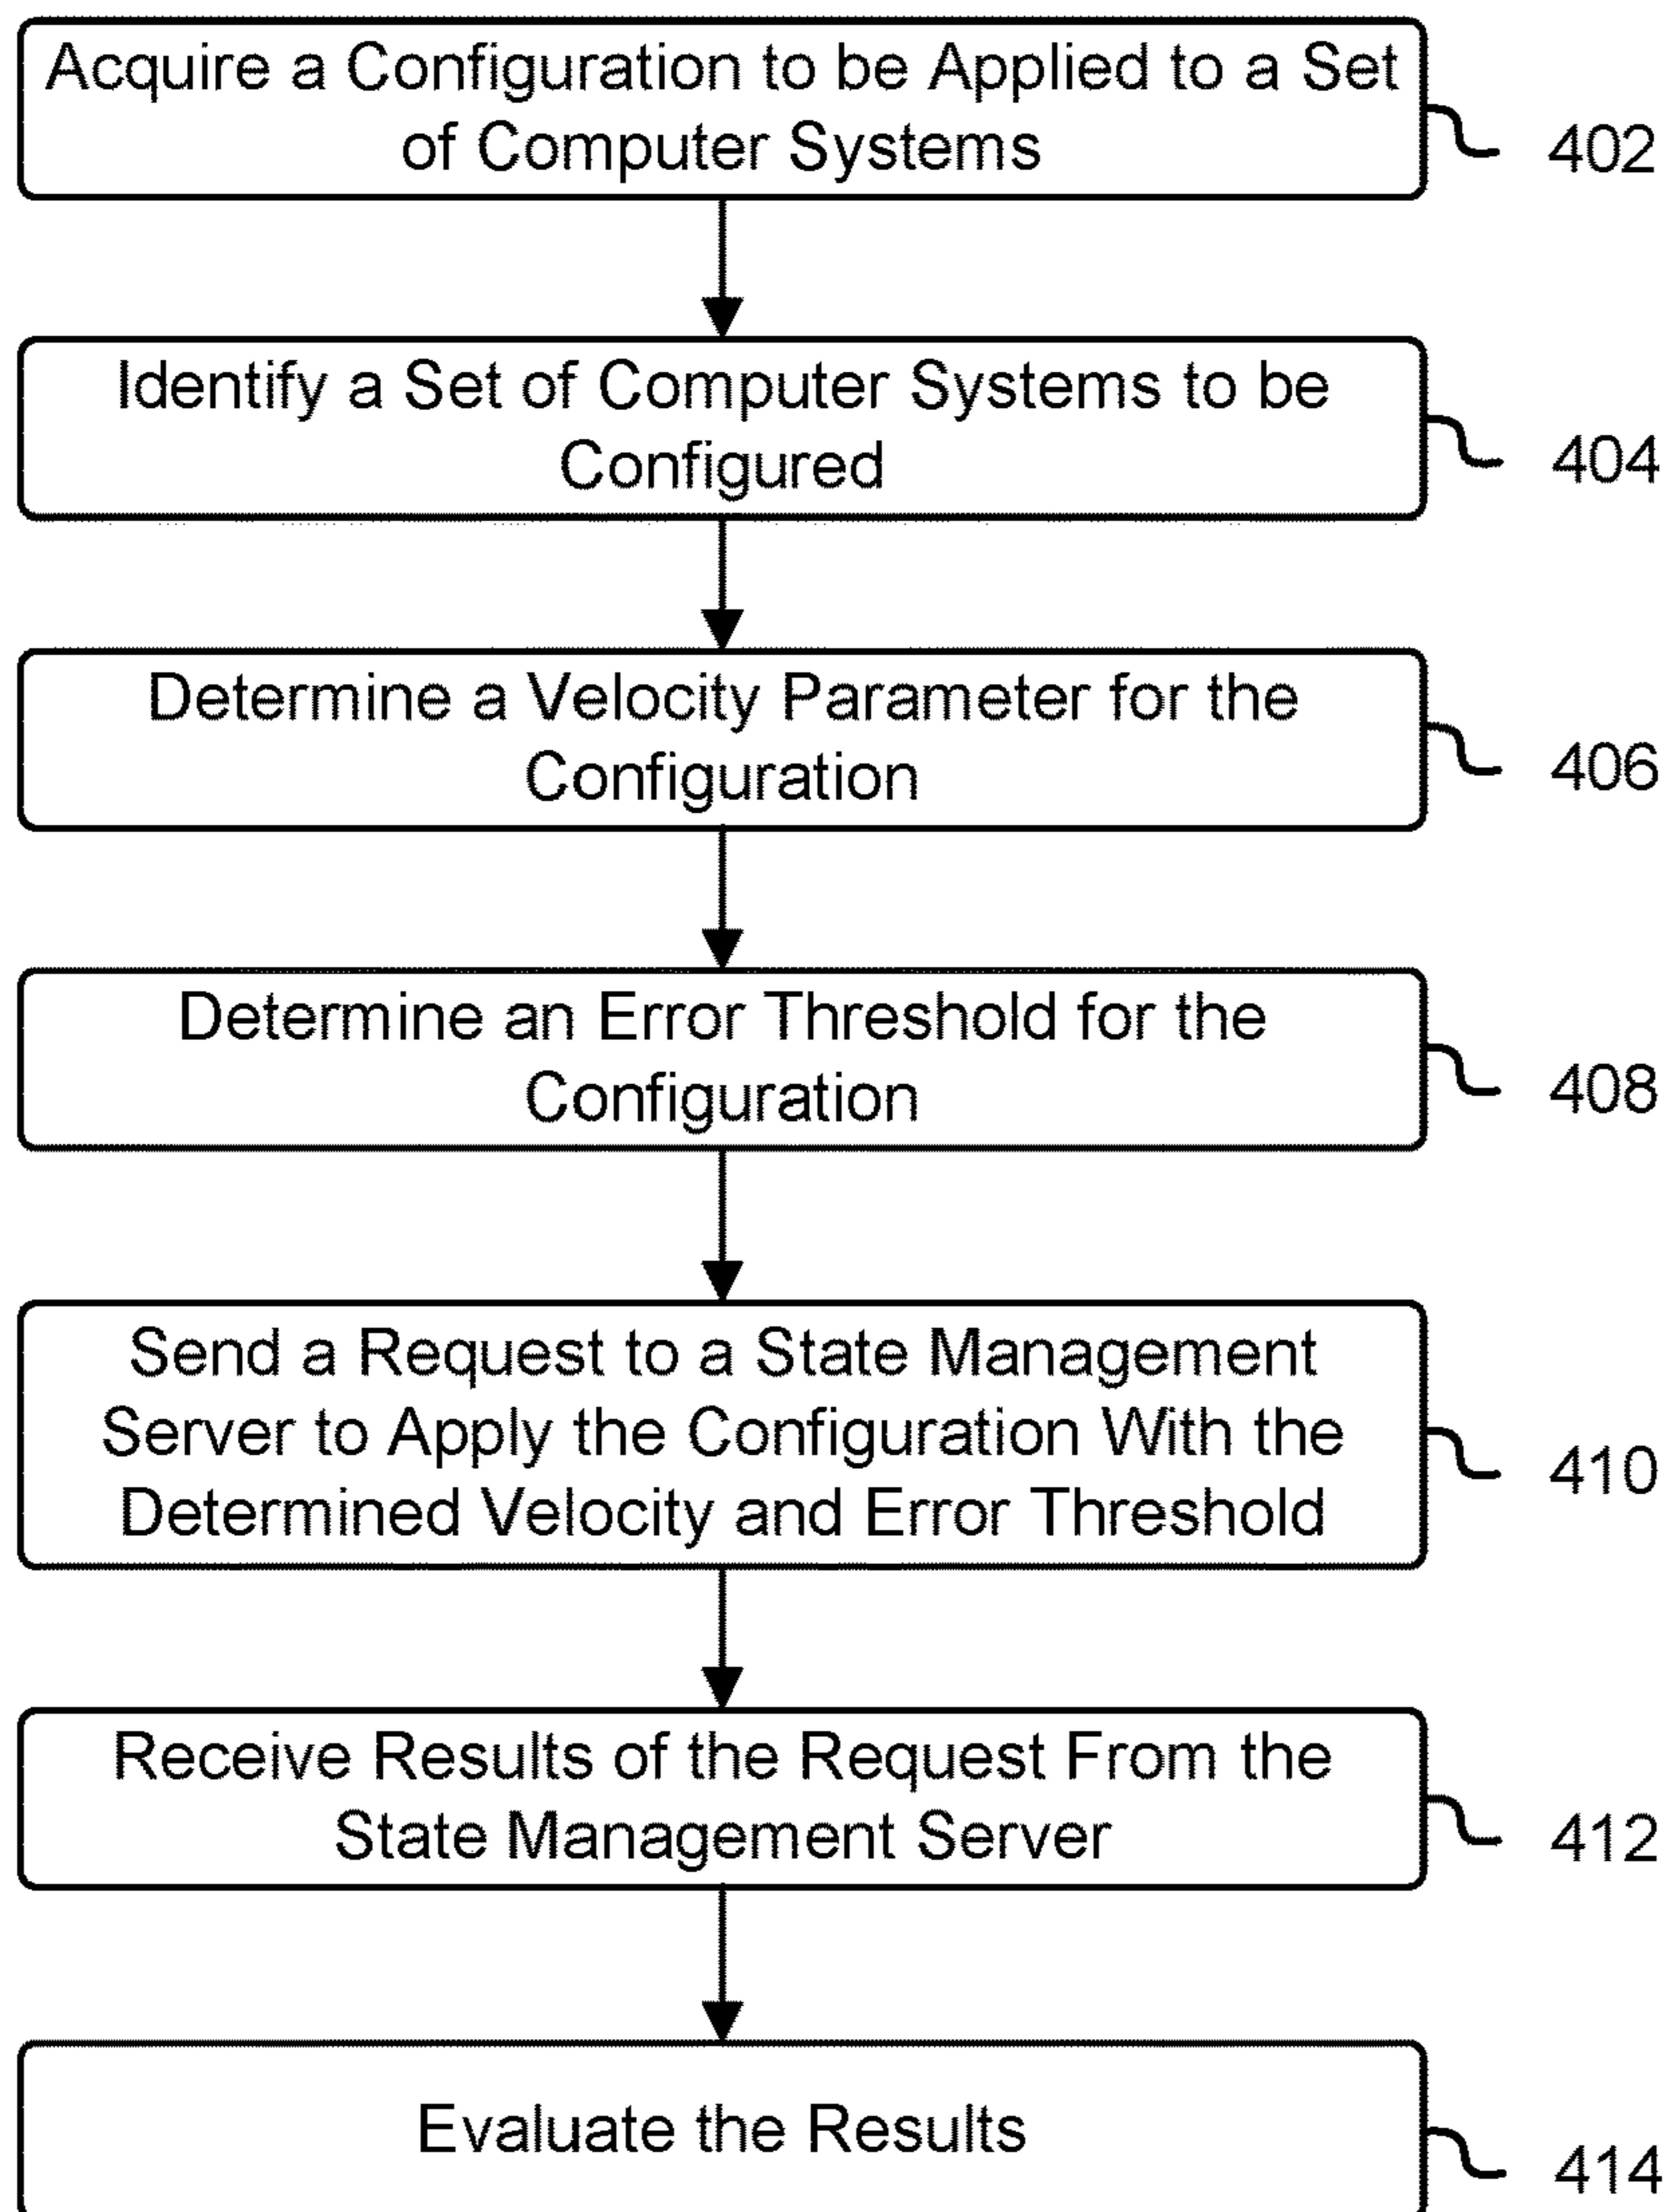 Acquire a Configuration to be Applied to a Set
of Computer Systems
402
Identify a Set of Computer Systems to be
Configured
404
Determine a Velocity Parameter for the
Configuration
406
Determine an Error Threshold for the
Configuration
408
Send a Request to a State Management
Server to Apply the Configuration With the
Determined Velocity and Error Threshold
410
Receive Results of the Request From the
State Management Server
412
Evaluate the Results
414